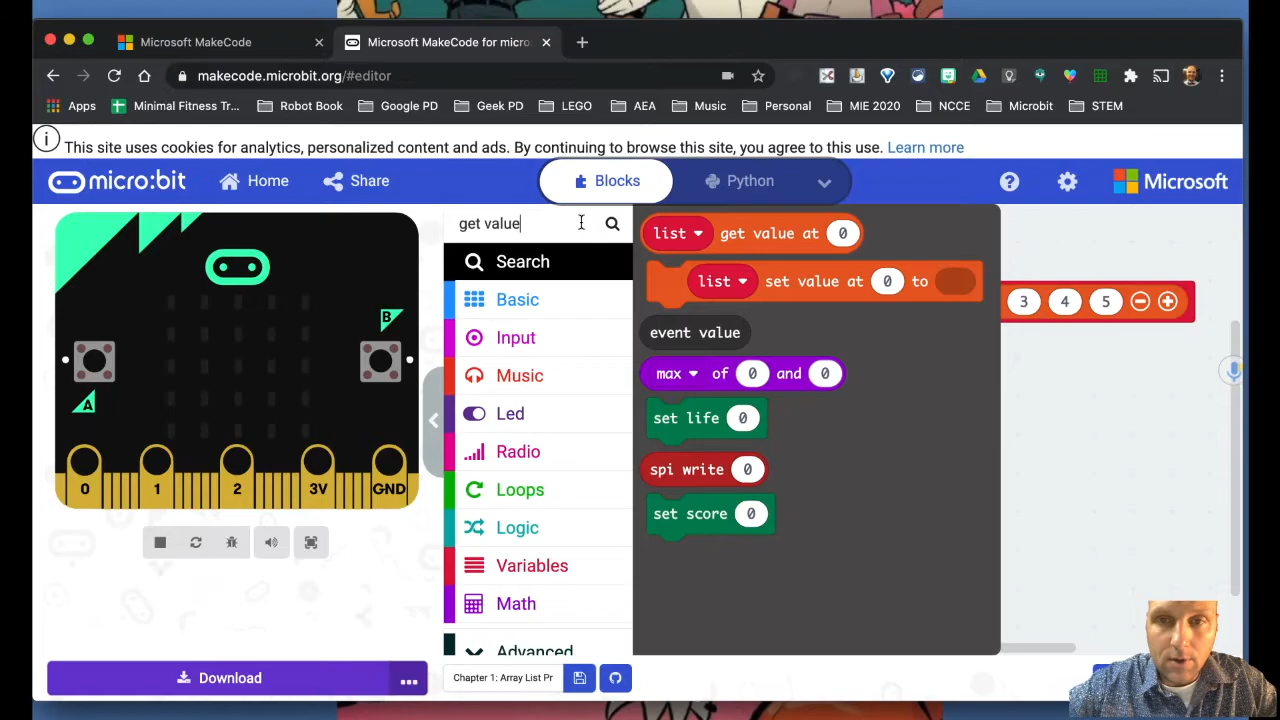 Microsoft MakeCode
Microsoft MakeCode for micro
makecode.microbit.org/#editor
Apps
Minimal Fitness Tr...
Robot Book
Google PD
Geek PD
LEGO
AEA
Music
Personal
MIE 2020
NCCE
Microbit
STEM
This site uses cookies for analytics, personalized content and ads. By continuing to browse this site, you agree to this use. Learn more
micro:bit
Home
Share
Blocks
Python
Microsoft
get value
Search
Basic
Input
Music
Led
Radio
Loops
Logic
Variables
Math
Advanced
list get value at 0
list set value at 0 to
event value
max of 0 and 0
set life 0
spi write 0
set score 0
3 4 5
B
A
0 1 2 3V GND
Download
Chapter 1: Array List Pr